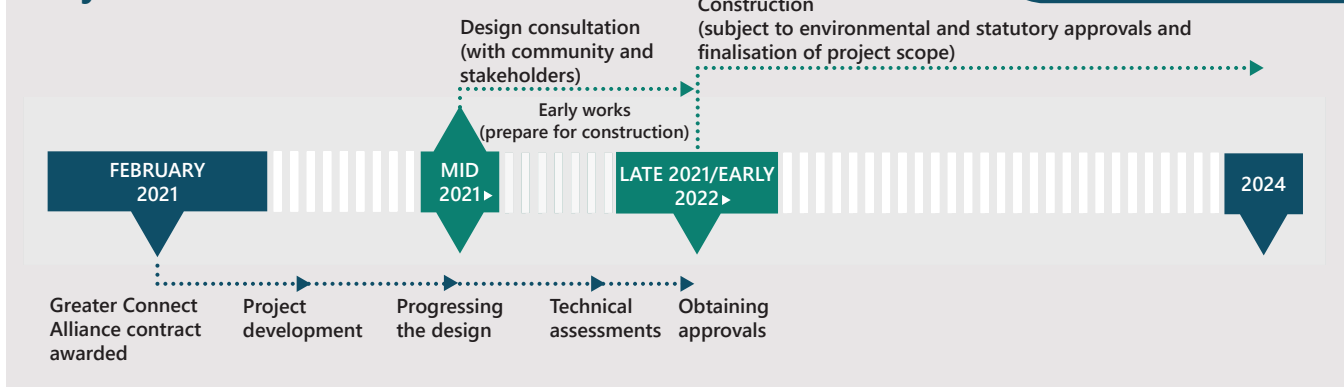 Construction
(subject to environmental and statutory approvals and
finalisation of project scope)
Design consultation
(with community and
stakeholders)
Early works
(prepare for construction)
FEBRUARY
2021
MID
2021
LATE 2021/EARLY
2022
2024
Greater Connect
Alliance contract
awarded
Project
development
Progressing
the design
Technical
assessments
Obtaining
approvals